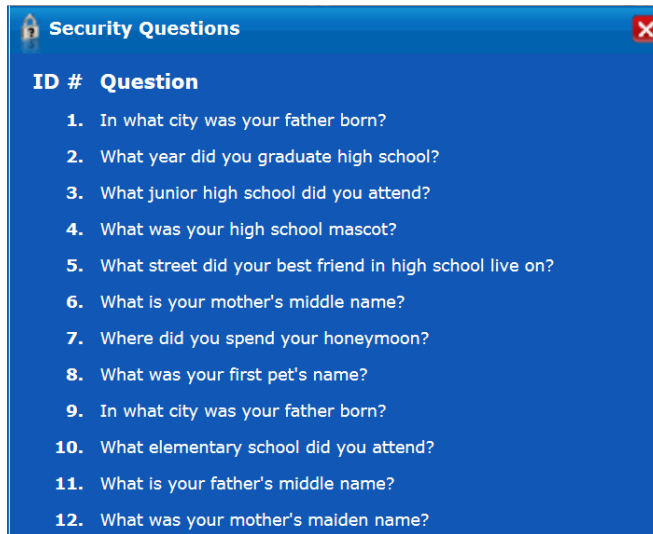 Security Questions
ID # Question
1. In what city was your father born?
2. What year did you graduate high school?
3. What junior high school did you attend?
4. What was your high school mascot?
5. What street did your best friend in high school live on?
6. What is your mother's middle name?
7. Where did you spend your honeymoon?
8. What was your first pet's name?
9. In what city was your father born?
10. What elementary school did you attend?
11. What is your father's middle name?
12. What was your mother's maiden name?